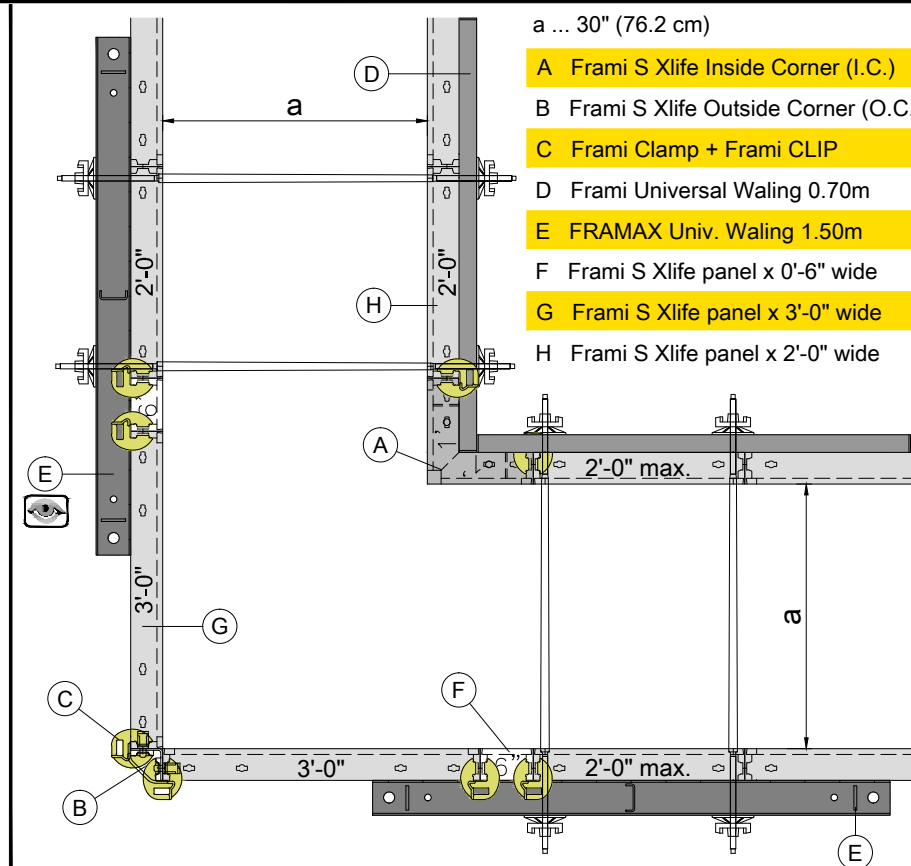 a ... 30" (76.2 cm)
A Frami S Xlife Inside Corner (I.C.)
B Frami S Xlife Outside Corner (O.C.
C Frami Clamp + Frami CLIP
D Frami Universal Waling 0.70m
E FRAMAX Univ. Waling 1.50m
F Frami S Xlife panel x 0'-6" wide
G Frami S Xlife panel x 3'-0" wide
H Frami S Xlife panel x 2'-0" wide
D
a
2'-0"
2'-0"
H
6"
A
E
2'-0" max.
3'-0"
G
a
C
F
3'-0"
6”
2'-0" max.
B
E